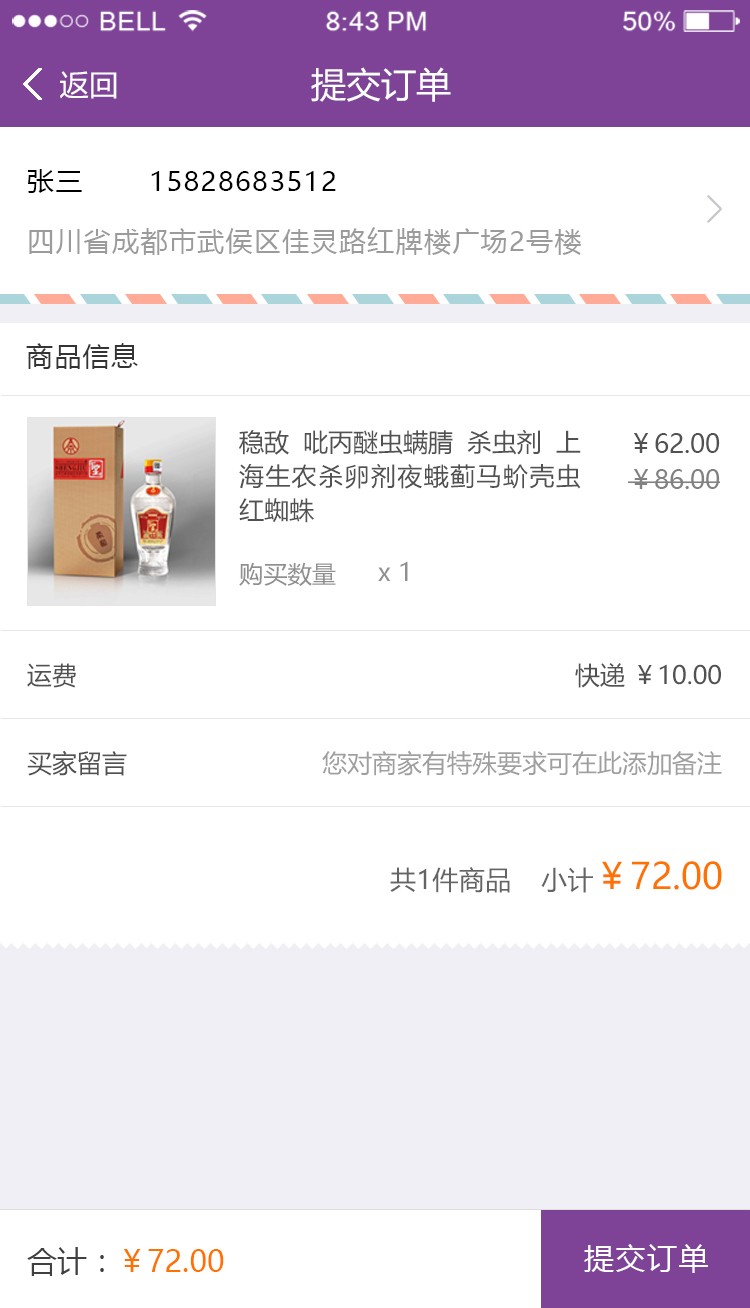 BELL 8:43 PM 50%
返回 提交订单
张三 15828683512
四川省成都市武侯区佳灵路红牌楼广场2号楼
商品信息
稳敌 吡丙醚虫螨腈 杀虫剂 上 ¥62.00
海生农杀卵剂夜蛾蓟马蚧壳虫 ¥86.00
红蜘蛛
购买数量 x 1
运费 快递 ¥10.00
买家留言 您对商家有特殊要求可在此添加备注
共1件商品 小计 ¥72.00
合计：¥72.00 提交订单